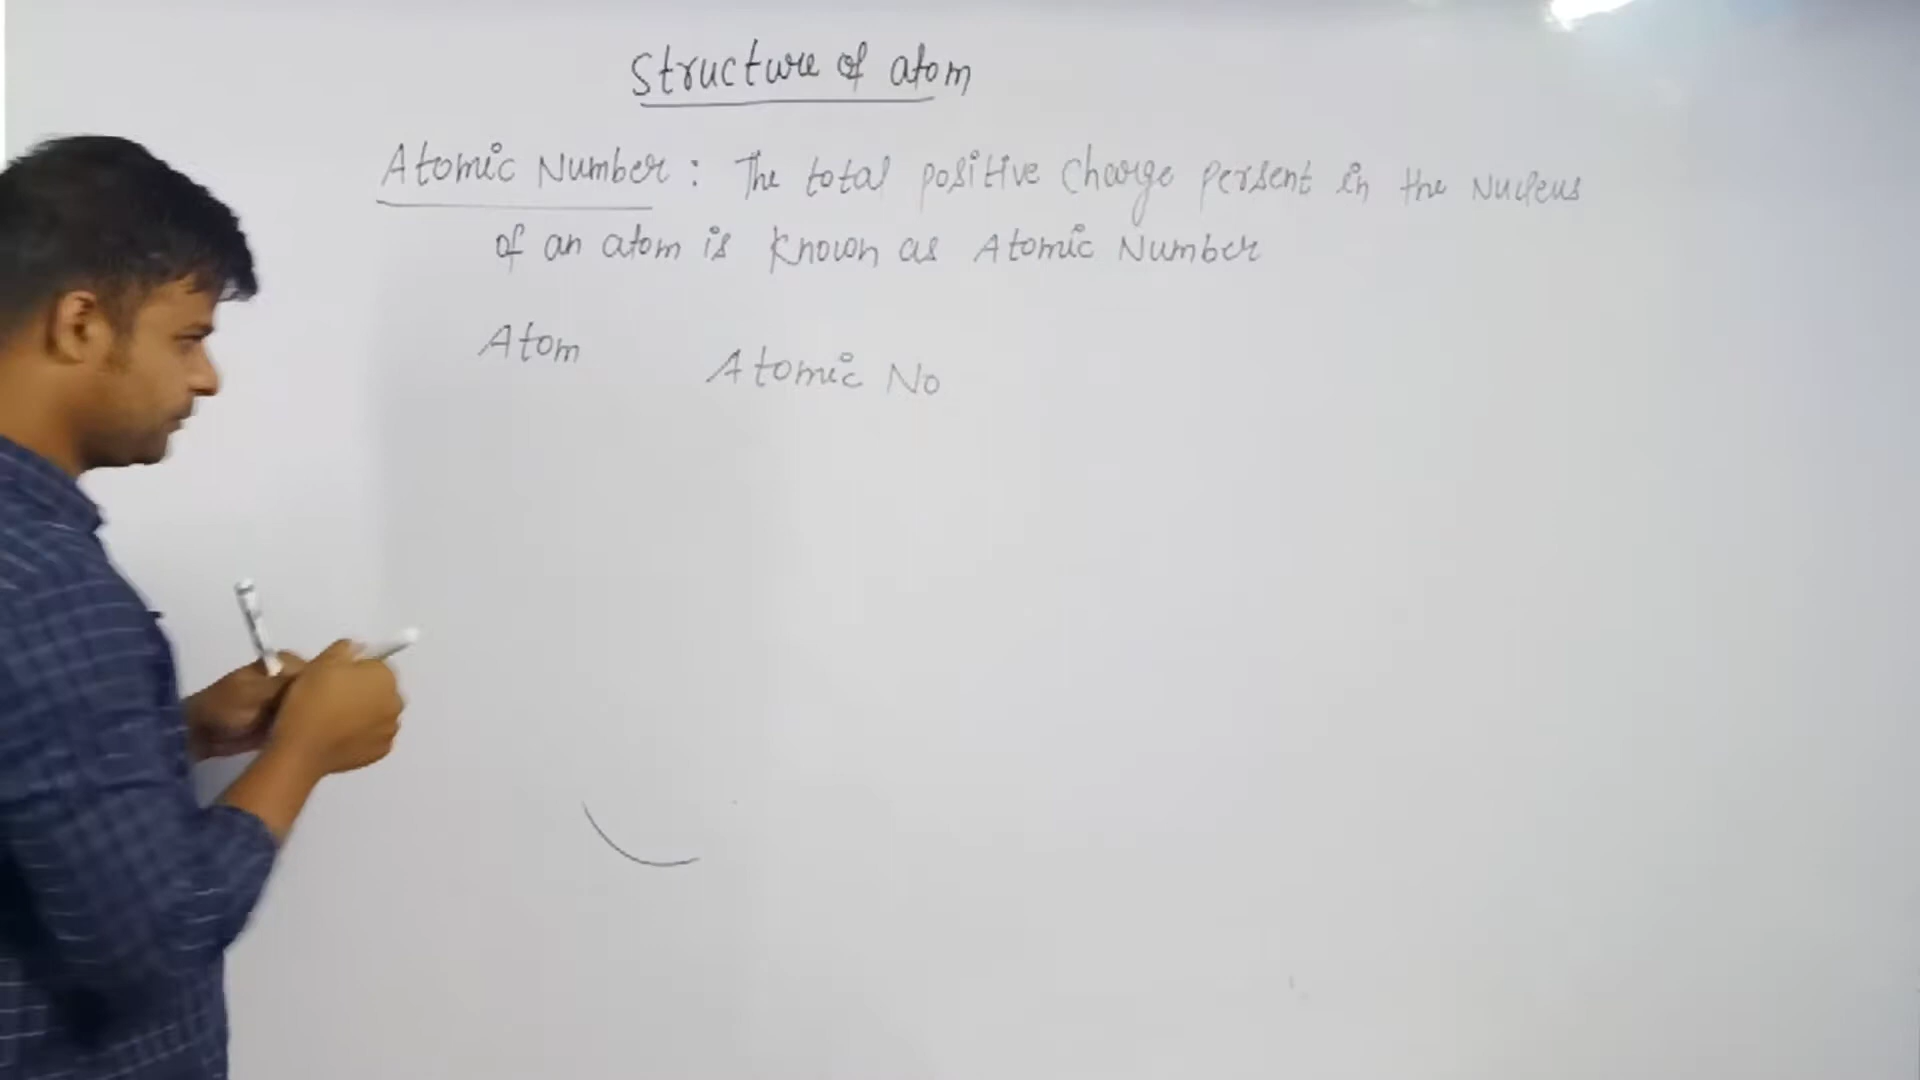 Structure of atom
Atomic Number : The total positive Charge persent in the Nucleus
of an atom is Known as Atomic Number
Atom
Atomic No